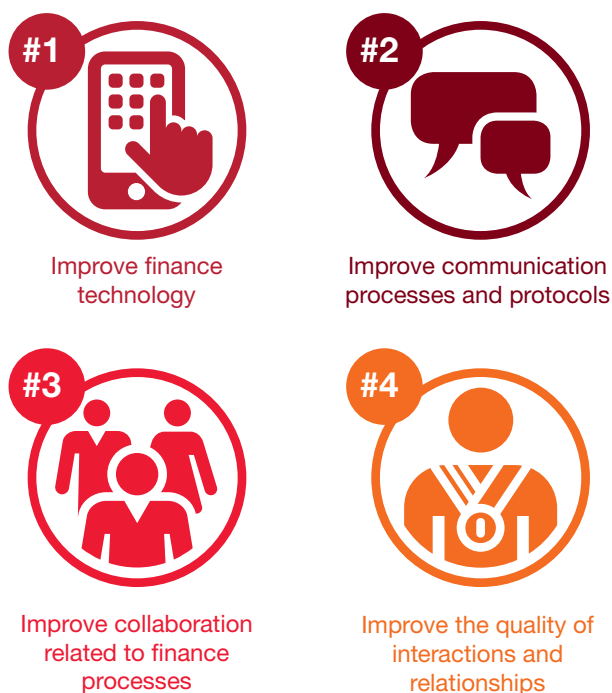 #1
Improve finance
technology
#2
Improve communication
processes and protocols
#3
Improve collaboration
related to finance
processes
#4
Improve the quality of
interactions and
relationships